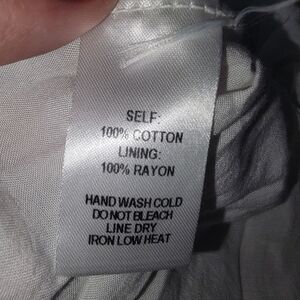 SELF:
100% COTTON
LINING:
100% RAYON
HAND WASH COLD
DO NOT BLEACH
LINE DRY
IRON LOW HEAT